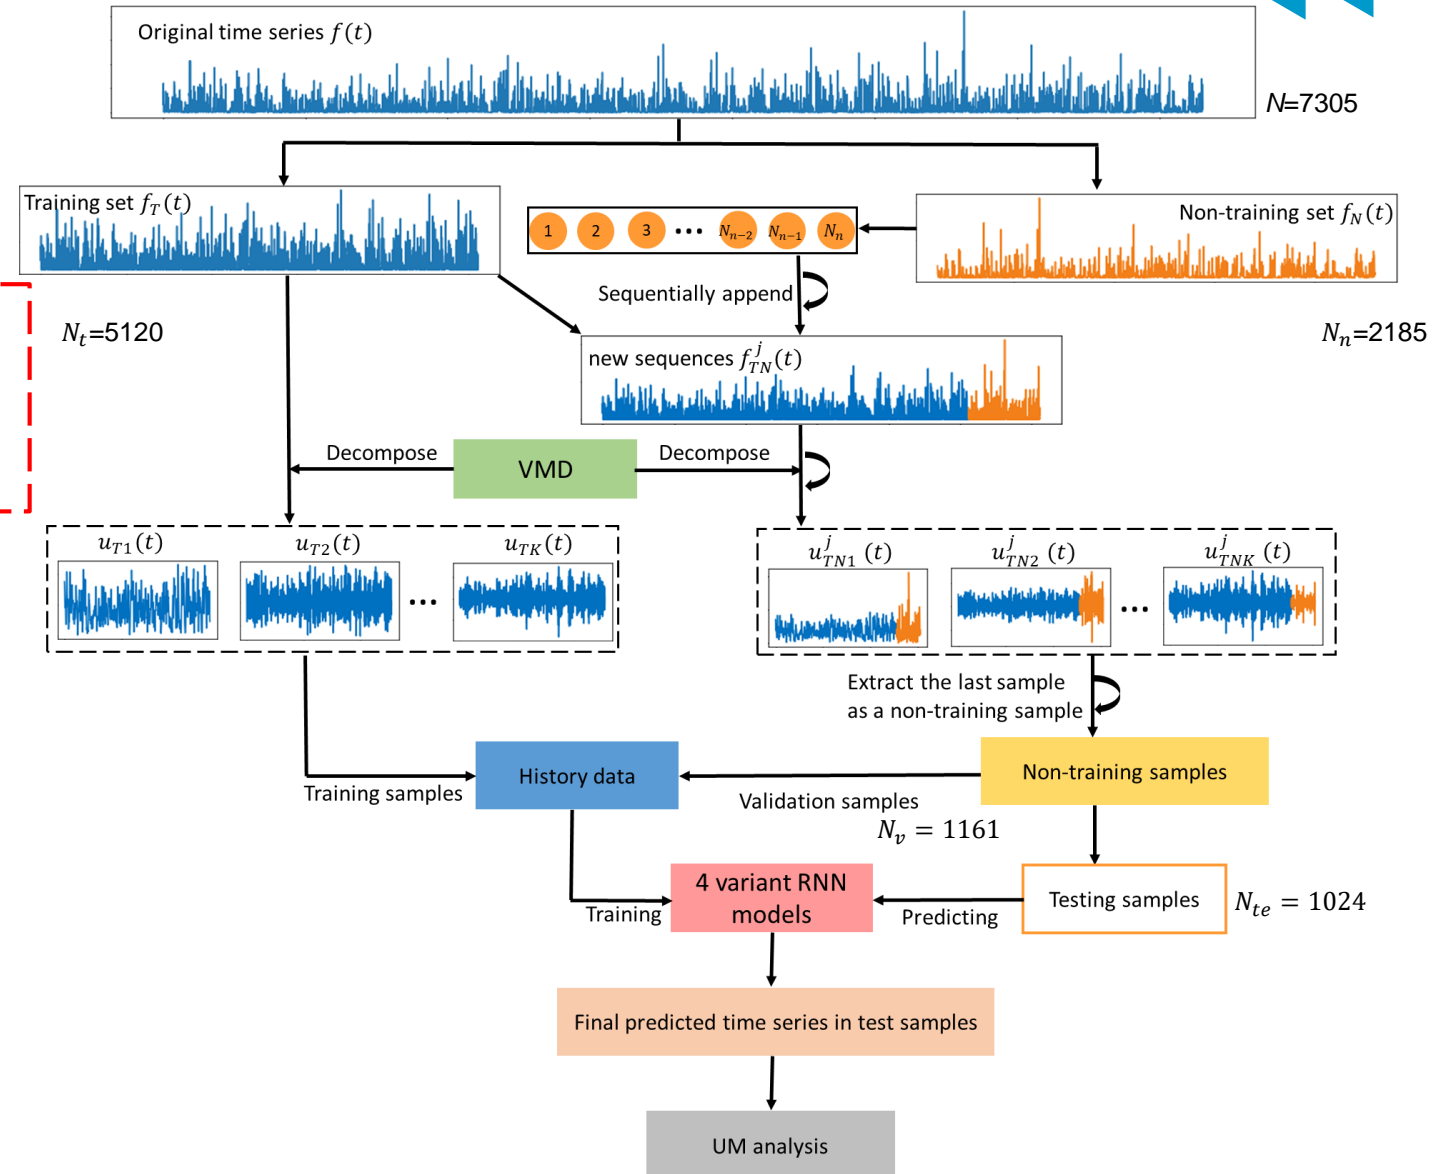 Original time series f(t)
N=7305
Training set f_T(t)
1 2 3 ••• N_{n-2} N_{n-1} N_n
Non-training set f_N(t)
Sequentially append
N_t=5120
N_n=2185
new sequences f_{TN}^j(t)
Decompose
VMD
Decompose
u_{T1}(t) u_{T2}(t) ••• u_{TK}(t)
u_{TN1}^j (t) u_{TN2}^j (t) ••• u_{TNK}^j (t)
Extract the last sample
as a non-training sample
History data
Non-training samples
Training samples
Validation samples
N_v = 1161
4 variant RNN
models
Testing samples
N_{te} = 1024
Training
Predicting
Final predicted time series in test samples
UM analysis